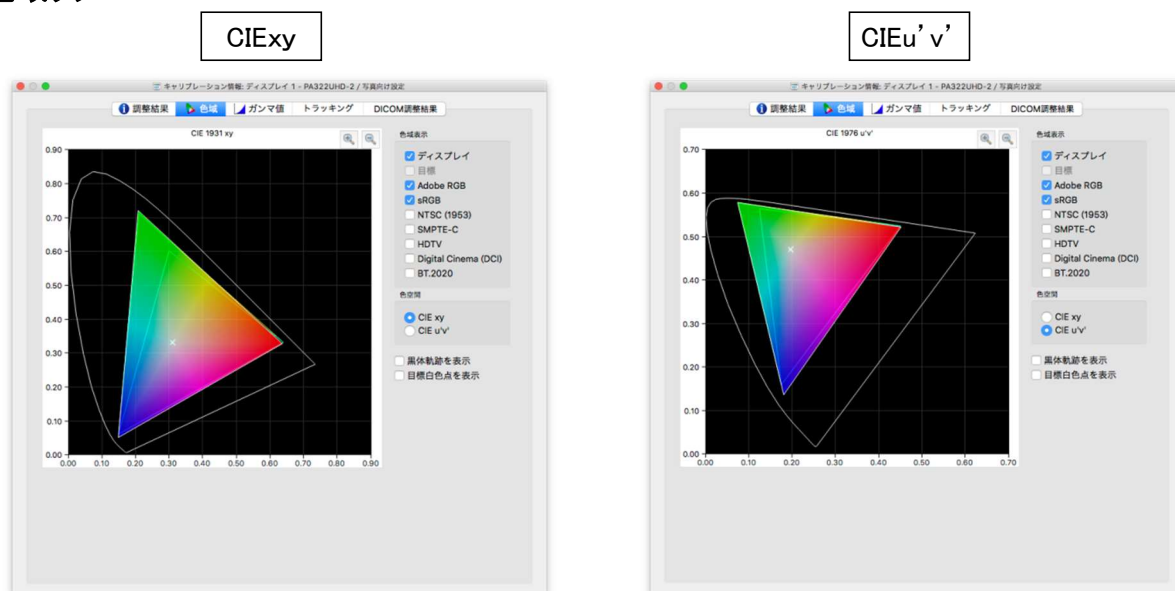 CIExy
CIEu'v'
キャリブレーション情報: ディスプレイ 1 - PA322UHD-2 / 写真向け設定
調整結果 色域 ガンマ値 トラッキング DICOM調整結果
CIE 1931 xy
0.90
0.80
0.70
0.60
0.50
0.40
0.30
0.20
0.10
0.00
0.00 0.10 0.20 0.30 0.40 0.50 0.60 0.70 0.80 0.90
色域表示
ディスプレイ
目標
Adobe RGB
sRGB
NTSC (1953)
SMPTE-C
HDTV
Digital Cinema (DCI)
BT.2020
色空間
CIE xy
CIE u'v'
黒体軌跡を表示
目標白色点を表示
キャリブレーション情報: ディスプレイ 1 - PA322UHD-2 / 写真向け設定
調整結果 色域 ガンマ値 トラッキング DICOM調整結果
CIE 1976 u'v'
0.70
0.60
0.50
0.40
0.30
0.20
0.10
0.00
0.00 0.10 0.20 0.30 0.40 0.50 0.60 0.70
色域表示
ディスプレイ
目標
Adobe RGB
sRGB
NTSC (1953)
SMPTE-C
HDTV
Digital Cinema (DCI)
BT.2020
色空間
CIE xy
CIE u'v'
黒体軌跡を表示
目標白色点を表示